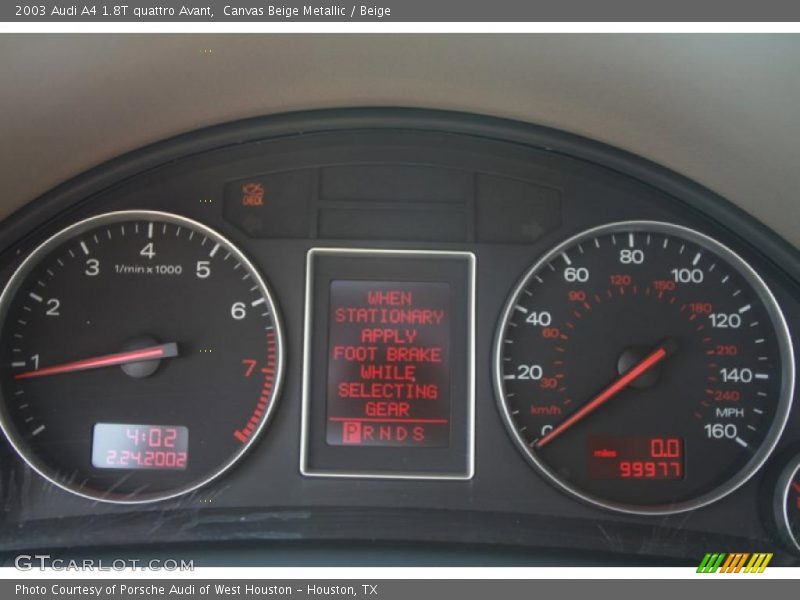 2003 Audi A4 1.8T quattro Avant,  Canvas Beige Metallic / Beige
CHECK
1
2
3
4
5
6
7
1/min x 1000
4:02
2.24.2002
WHEN
STATIONARY
APPLY
FOOT BRAKE
WHILE
SELECTING
GEAR
P R N D S
0
20
40
60
80
100
120
140
160
MPH
km/h
30
60
90
120
150
180
210
240
0.0
miles
99977
GTCARLOT.COM
Photo Courtesy of Porsche Audi of West Houston – Houston, TX